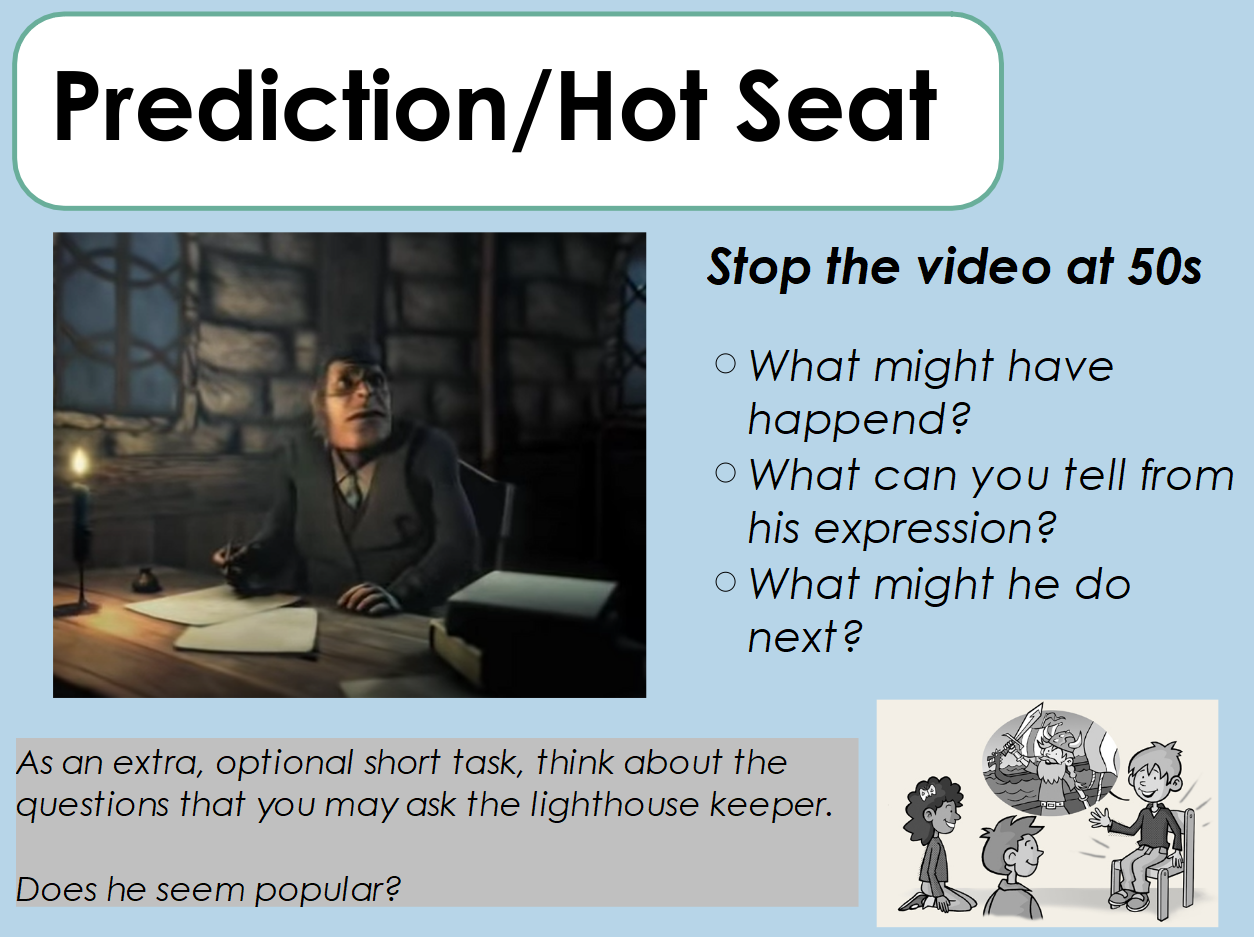 Prediction/Hot Seat
Stop the video at 50s
What might have
happend?
What can you tell from
his expression?
What might he do
next?
As an extra, optional short task, think about the
questions that you may ask the lighthouse keeper.
Does he seem popular?